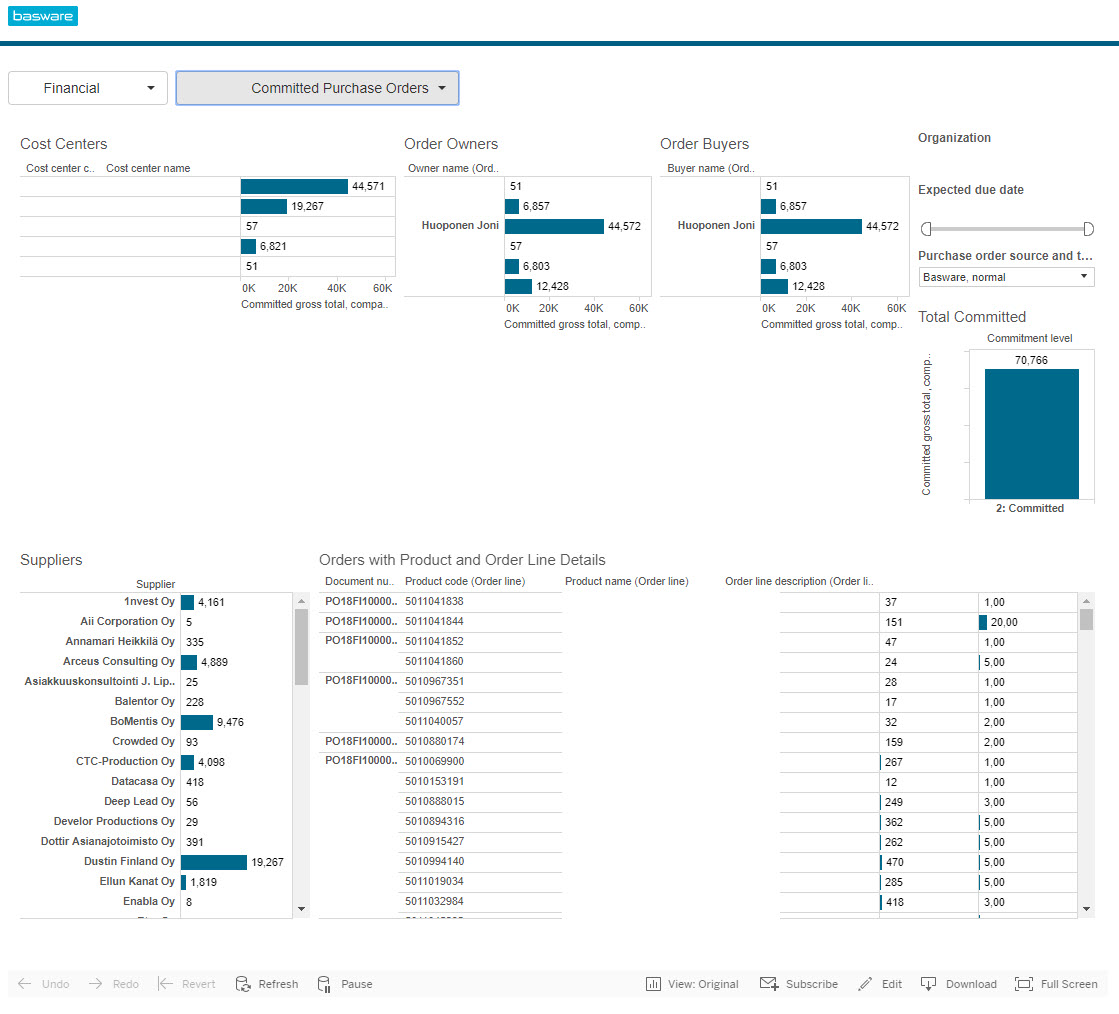 basware
Financial
Committed Purchase Orders
Cost Centers
Cost center c..
Cost center name
44,571
19,267
57
6,821
51
0K 20K 40K 60K
Committed gross total, compa..
Order Owners
Owner name (Ord..
51
6,857
Huoponen Joni 44,572
57
6,803
12,428
0K 20K 40K 60K
Committed gross total, comp..
Order Buyers
Buyer name (Ord..
51
6,857
Huoponen Joni 44,572
57
6,803
12,428
0K 20K 40K 60K
Committed gross total, comp..
Organization
Expected due date
Purchase order source and t...
Basware, normal
Total Committed
Commitment level
70,766
Committed gross total, comp..
2: Committed
Suppliers
Supplier
1nvest Oy 4,161
Aii Corporation Oy 5
Annamari Heikkilä Oy 335
Arceus Consulting Oy 4,889
Asiakkuuskonsultointi J. Lip.. 25
Balentor Oy 228
BoMentis Oy 9,476
Crowded Oy 93
CTC-Production Oy 4,098
Datacasa Oy 418
Deep Lead Oy 56
Develor Productions Oy 29
Dottir Asianajotoimisto Oy 391
Dustin Finland Oy 19,267
Ellun Kanat Oy 1,819
Enabla Oy 8
Orders with Product and Order Line Details
Document nu.. Product code (Order line) Product name (Order line) Order line description (Order li..
PO18FI10000.. 5011041838 37 1,00
PO18FI10000.. 5011041844 151 20,00
PO18FI10000.. 5011041852 47 1,00
5011041860 24 5,00
PO18FI10000.. 5010967351 28 1,00
5010967552 17 1,00
5011040057 32 2,00
PO18FI10000.. 5010880174 159 2,00
PO18FI10000.. 5010069900 267 1,00
5010153191 12 1,00
5010888015 249 3,00
5010894316 362 5,00
5010915427 262 5,00
5010994140 470 5,00
5011019034 285 5,00
5011032984 418 3,00
Undo Redo Revert Refresh Pause View: Original Subscribe Edit Download Full Screen